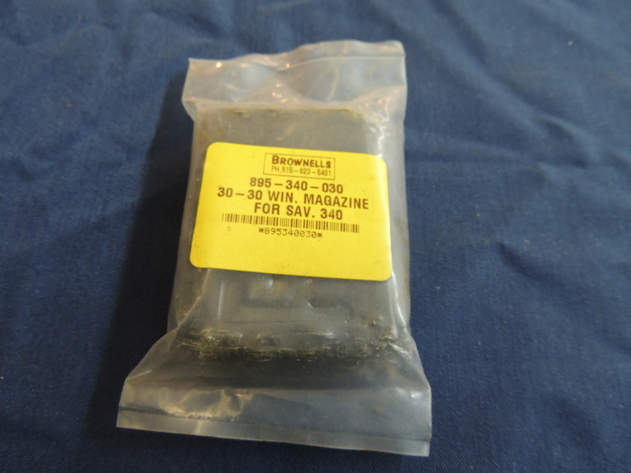 BROWNELLS
PH.515-623-5401
895-340-030
30-30 WIN. MAGAZINE
FOR SAV. 340
*895340030*